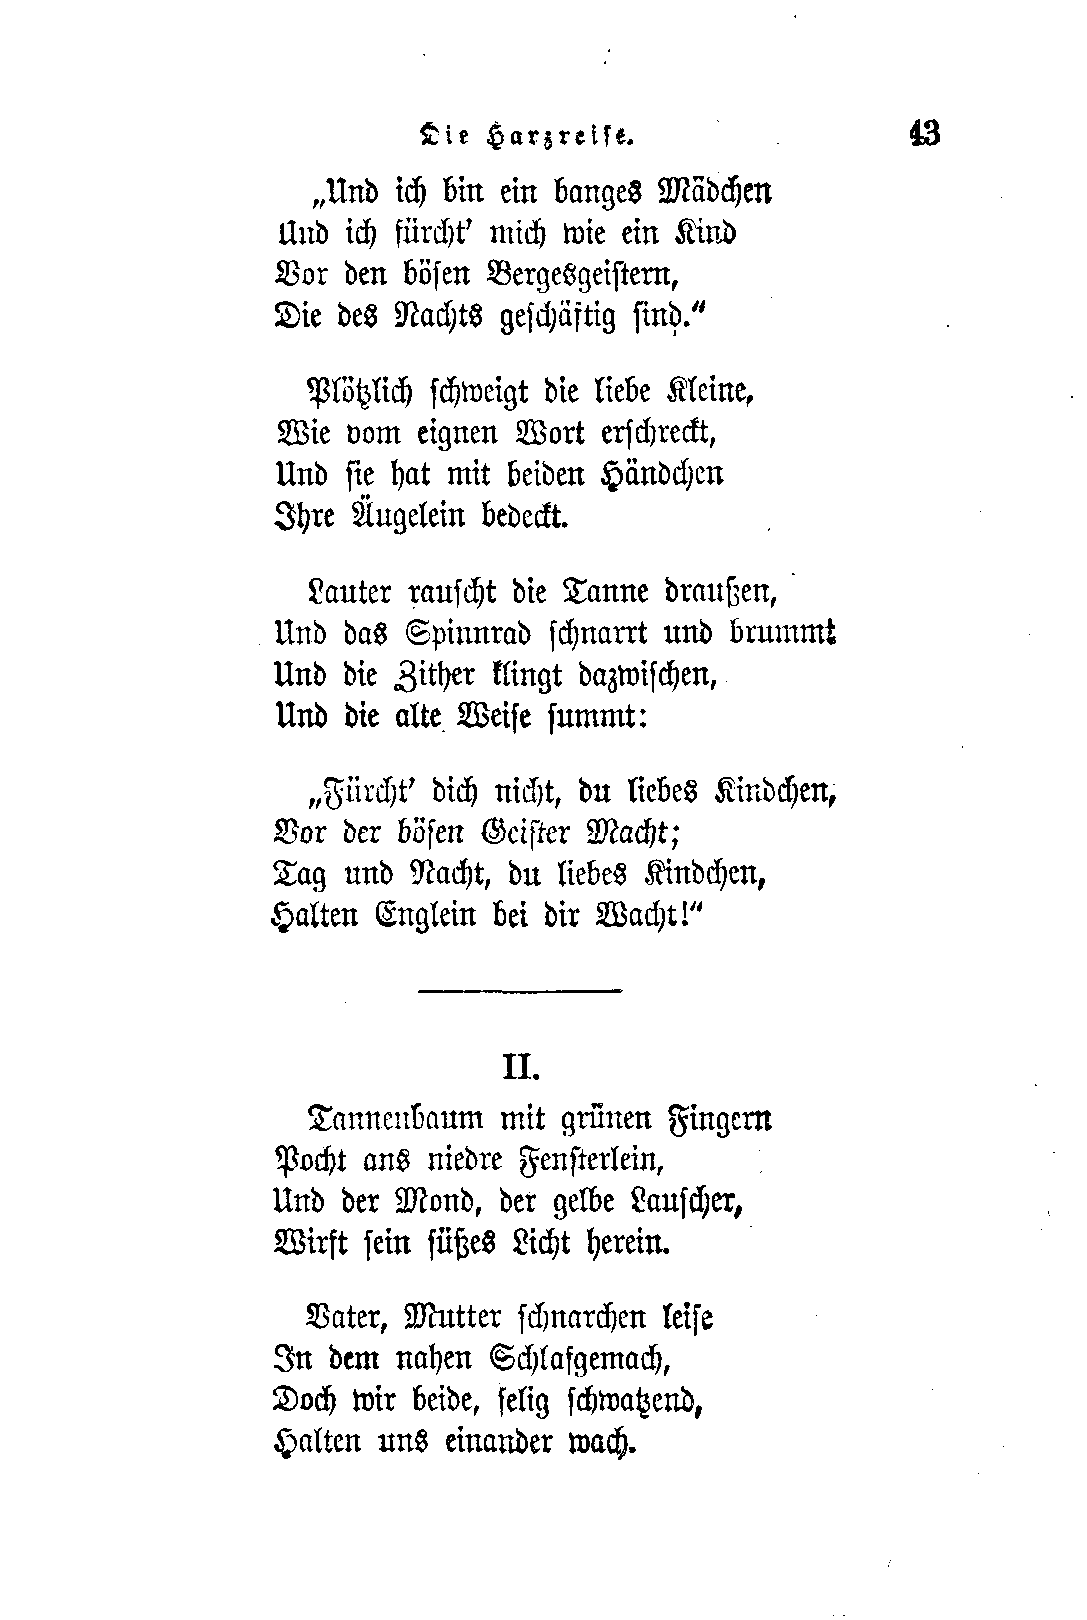 Die Harzreise.
43
„Und ich bin ein banges Mädchen
Und ich fürcht' mich wie ein Kind
Vor den bösen Bergesgeistern,
Die des Nachts geschäftig sind.“
Plötzlich schweigt die liebe Kleine,
Wie vom eignen Wort erschreckt,
Und sie hat mit beiden Händchen
Ihre Äugelein bedeckt.
Lauter rauscht die Tanne draußen,
Und das Spinnrad schnarrt und brummt
Und die Zither klingt dazwischen,
Und die alte Weise summt:
„Fürcht' dich nicht, du liebes Kindchen,
Vor der bösen Geister Macht;
Tag und Nacht, du liebes Kindchen,
Halten Englein bei dir Wacht!“
II.
Tannenbaum mit grünen Fingern
Pocht ans niedre Fensterlein,
Und der Mond, der gelbe Lauscher,
Wirft sein süßes Licht herein.
Vater, Mutter schnarchen leise
In dem nahen Schlafgemach,
Doch wir beide, selig schwatzend,
Halten uns einander wach.